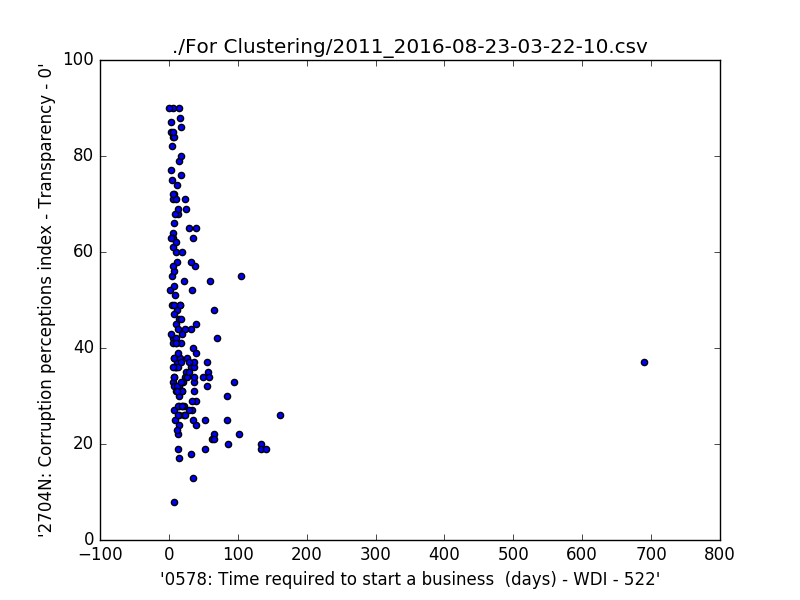 ./For Clustering/2011_2016-08-23-03-22-10.csv
'2704N: Corruption perceptions index - Transparency - 0'
100
80
60
40
20
0
−100 0 100 200 300 400 500 600 700 800
'0578: Time required to start a business  (days) - WDI - 522'